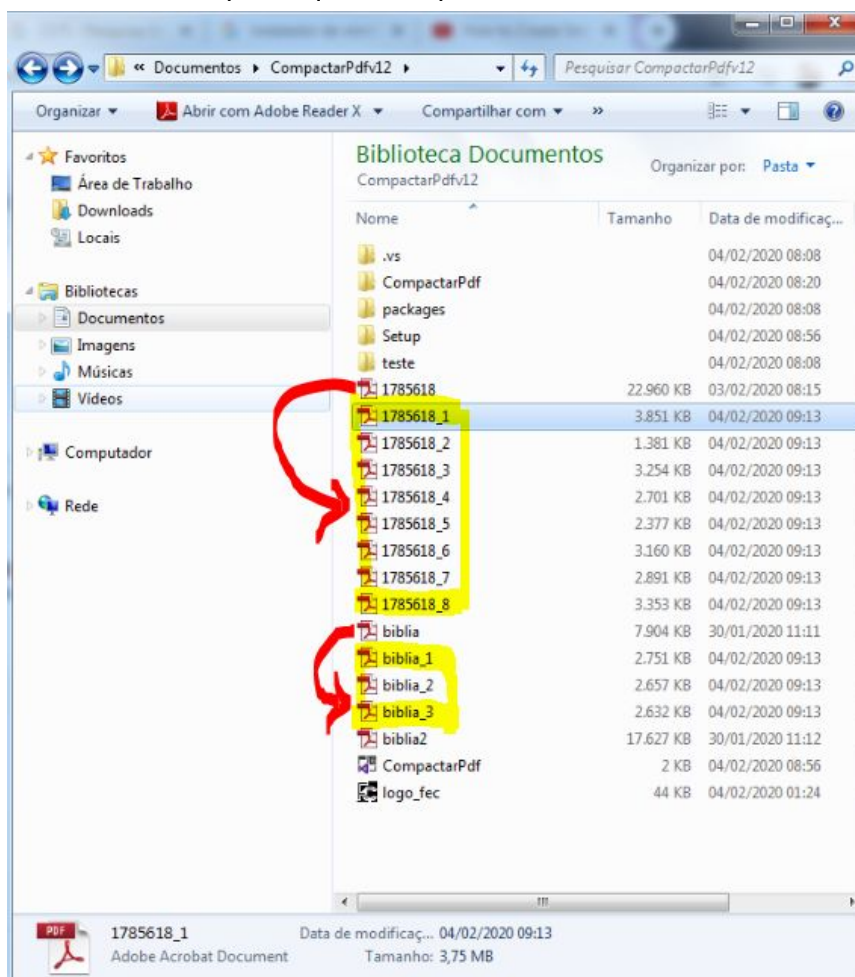 « Documentos ▸ CompactarPdfv12 ▸
Pesquisar CompactarPdfv12
Organizar ▾ Abrir com Adobe Reader X ▾ Compartilhar com ▾ »
Favoritos
Área de Trabalho
Downloads
Locais
Bibliotecas
Documentos
Imagens
Músicas
Vídeos
Computador
Rede
Biblioteca Documentos
CompactarPdfv12
Organizar por: Pasta ▾
Nome Tamanho Data de modificaç...
.vs 04/02/2020 08:08
CompactarPdf 04/02/2020 08:20
packages 04/02/2020 08:08
Setup 04/02/2020 08:56
teste 04/02/2020 08:08
1785618 22.960 KB 03/02/2020 08:15
1785618_1 3.851 KB 04/02/2020 09:13
1785618_2 1.381 KB 04/02/2020 09:13
1785618_3 3.254 KB 04/02/2020 09:13
1785618_4 2.701 KB 04/02/2020 09:13
1785618_5 2.377 KB 04/02/2020 09:13
1785618_6 3.160 KB 04/02/2020 09:13
1785618_7 2.891 KB 04/02/2020 09:13
1785618_8 3.353 KB 04/02/2020 09:13
biblia 7.904 KB 30/01/2020 11:11
biblia_1 2.751 KB 04/02/2020 09:13
biblia_2 2.657 KB 04/02/2020 09:13
biblia_3 2.632 KB 04/02/2020 09:13
biblia2 17.627 KB 30/01/2020 11:12
CompactarPdf 2 KB 04/02/2020 08:56
logo_fec 44 KB 04/02/2020 01:24
PDF
1785618_1 Data de modificaç... 04/02/2020 09:13
Adobe Acrobat Document Tamanho: 3,75 MB